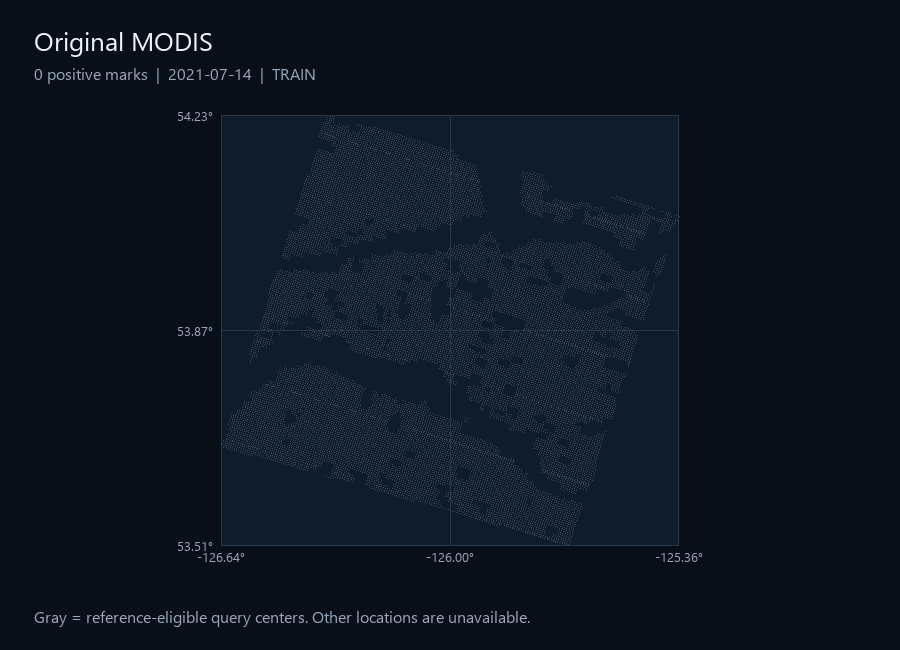 Original MODIS
0 positive marks | 2021-07-14 | TRAIN
54.23°
53.87°
53.51°
-126.64° -126.00° -125.36°
Gray = reference-eligible query centers. Other locations are unavailable.